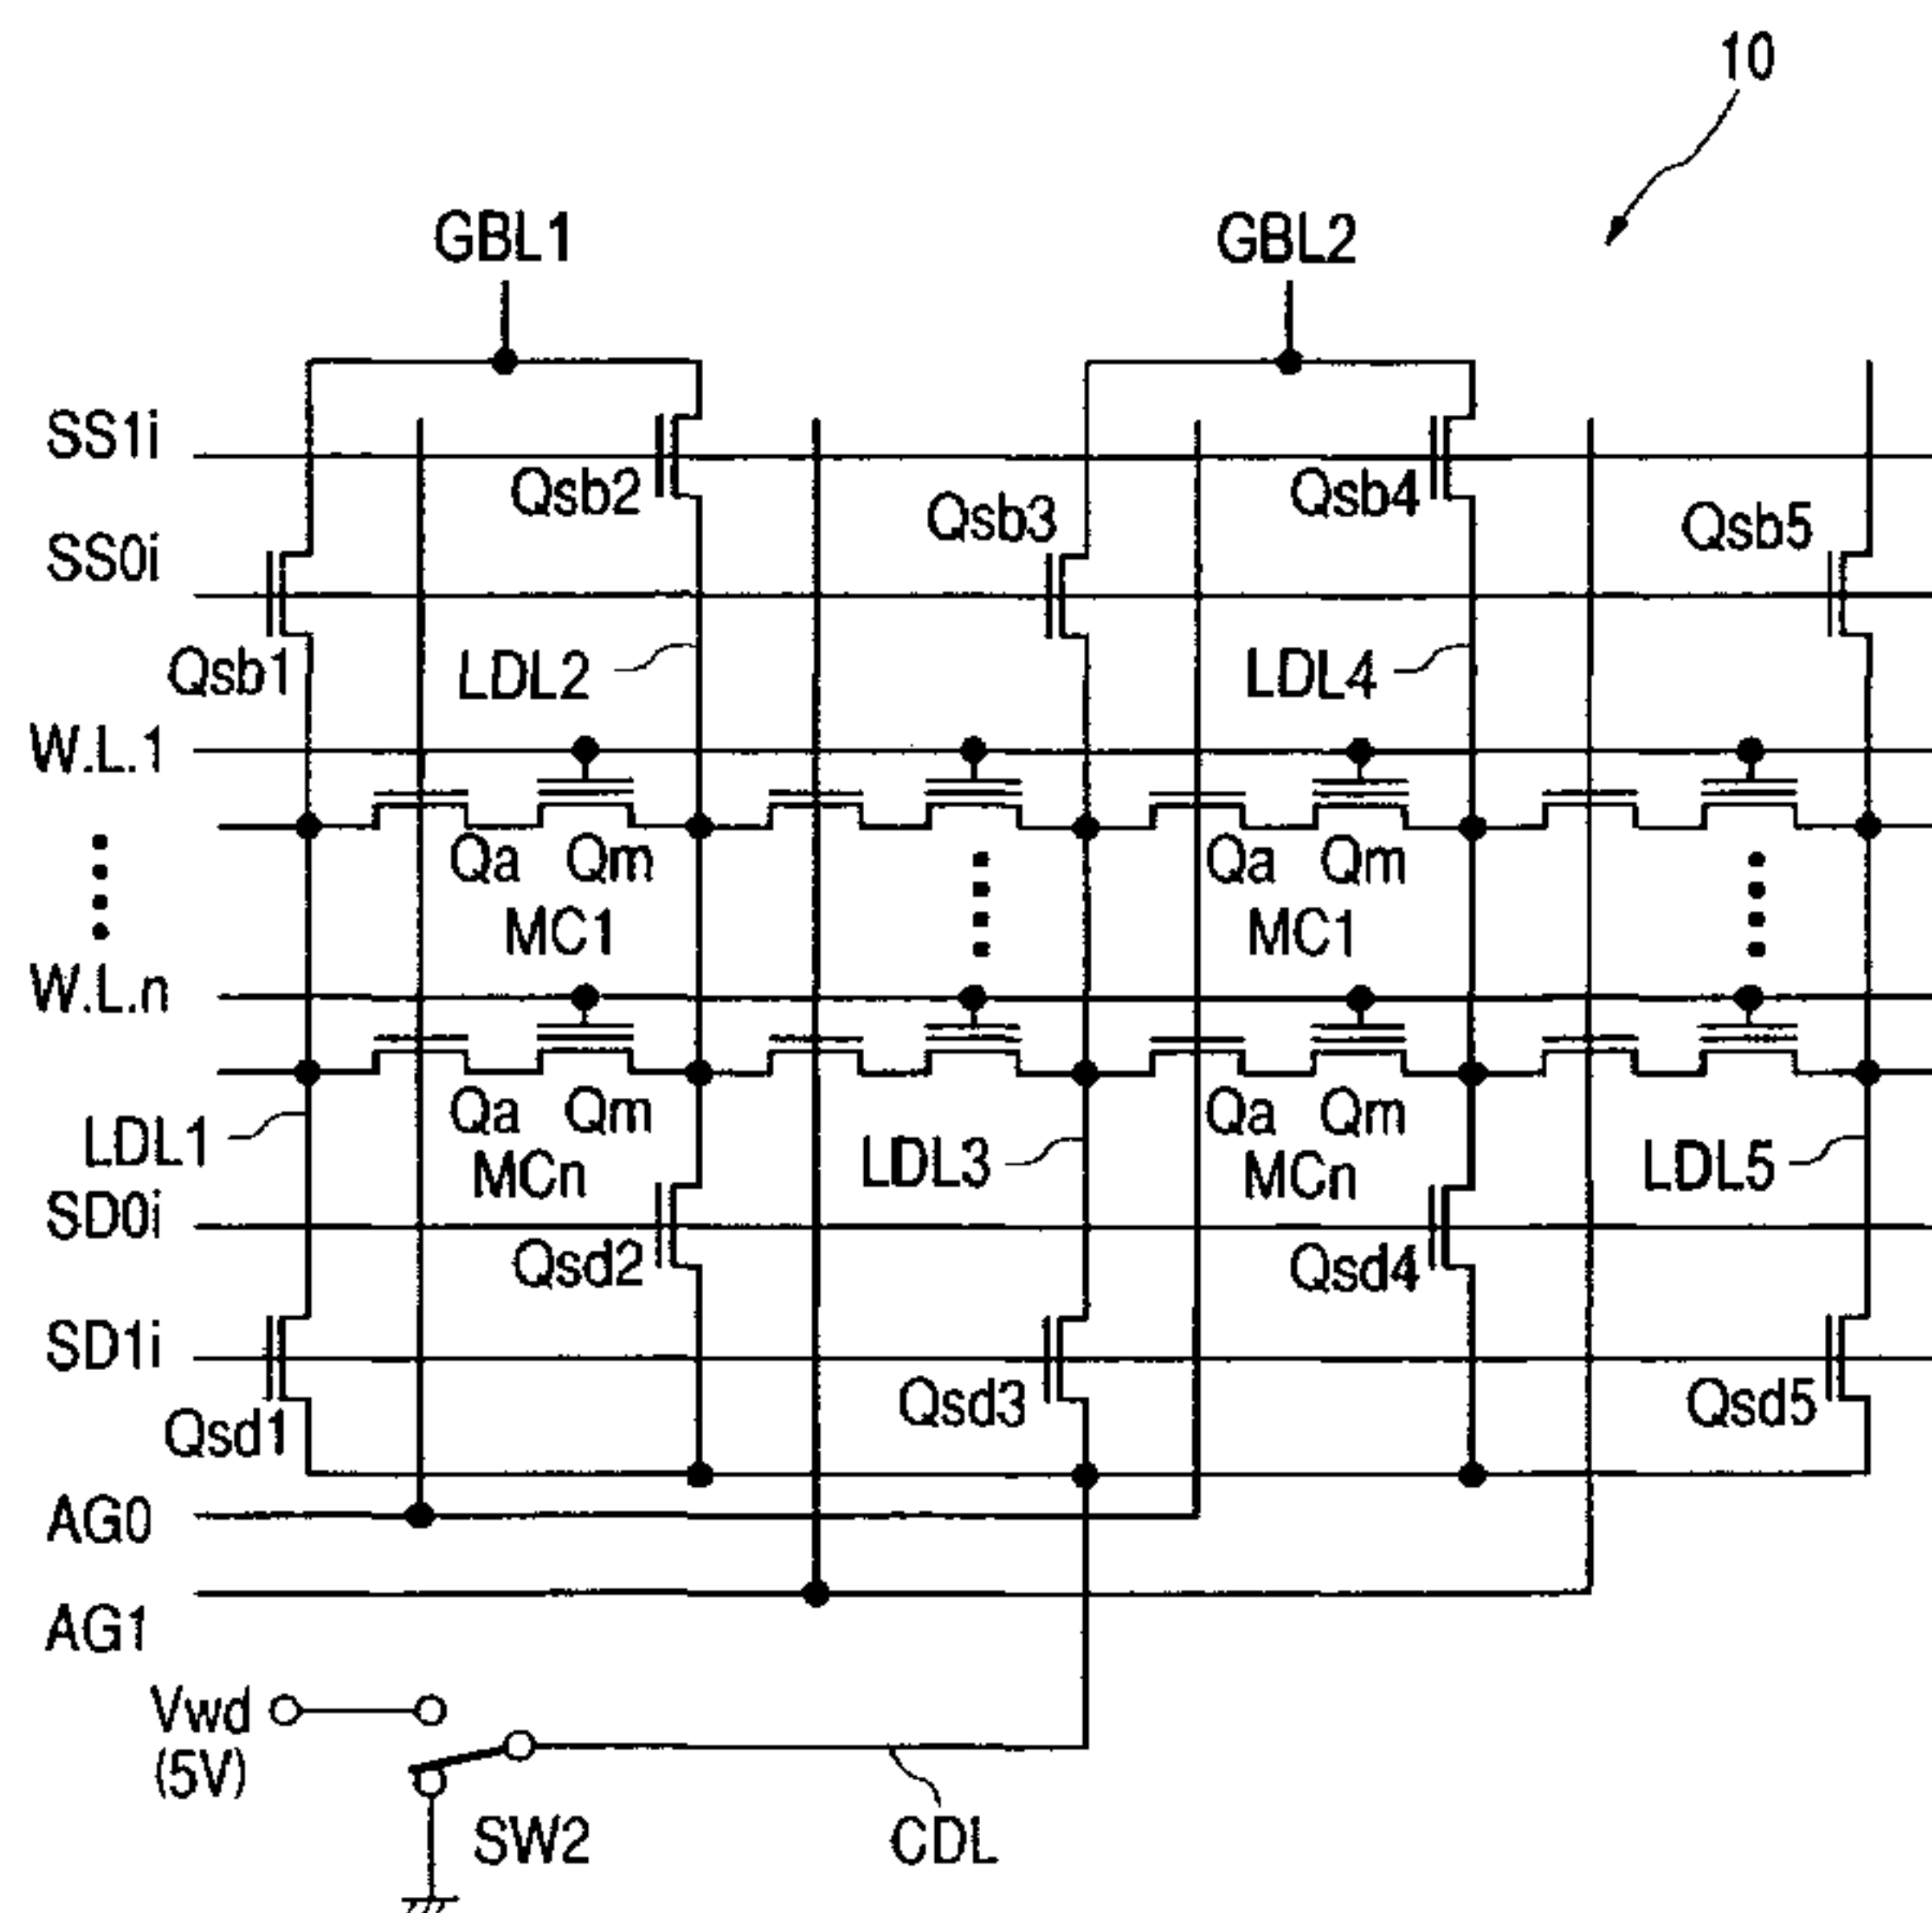 10
GBL1 GBL2
SS1i
Qsb2 Qsb4
Qsb3 Qsb5
SS0i
Qsb1 LDL2 LDL4
W.L.1
Qa Qm Qa Qm
MC1 MC1
W.L.n
Qa Qm Qa Qm
LDL1 LDL3 LDL5
MCn MCn
SD0i
Qsd2 Qsd4
SD1i
Qsd1 Qsd3 Qsd5
AG0
AG1
Vwd
(5V)
SW2 CDL